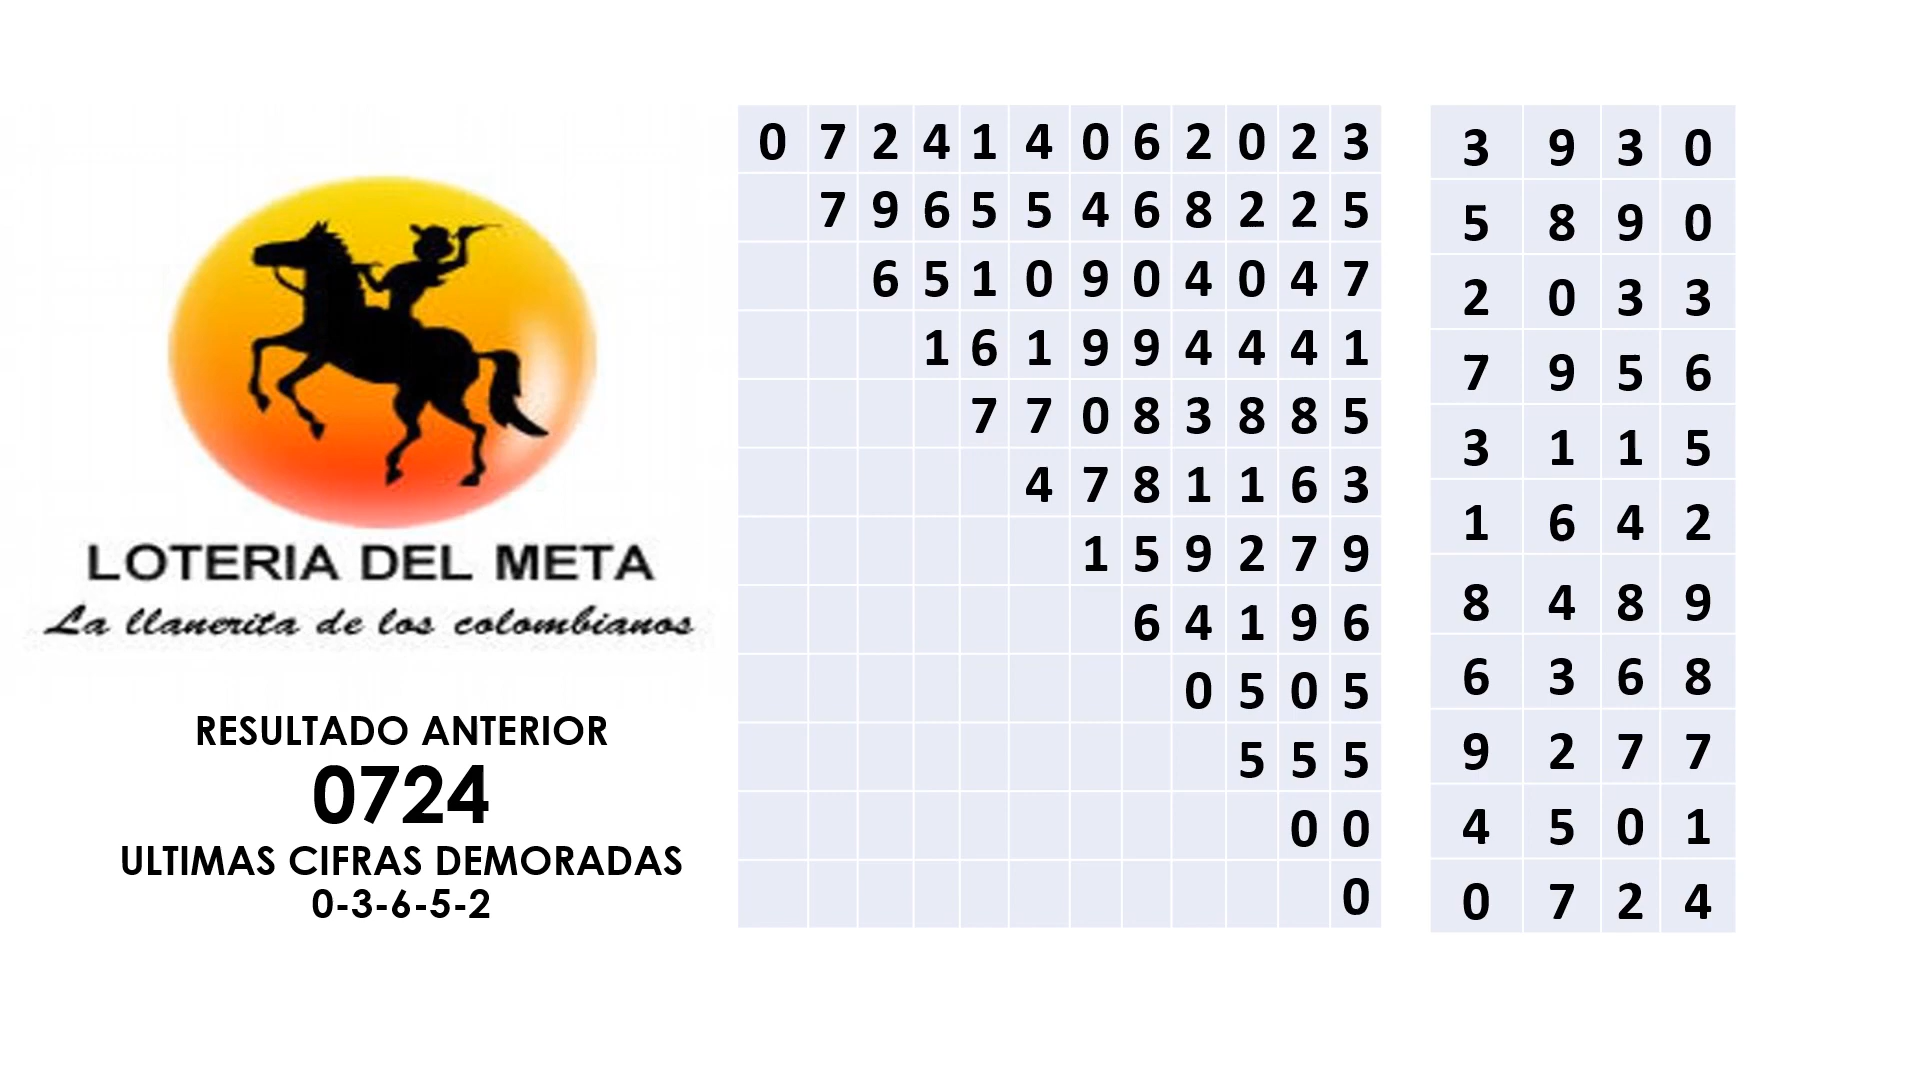 LOTERIA DEL META
La llanerita de los colombianos
RESULTADO ANTERIOR
0724
ULTIMAS CIFRAS DEMORADAS
0-3-6-5-2
0 7 2 4 1 4 0 6 2 0 2 3
7 9 6 5 5 4 6 8 2 2 5
6 5 1 0 9 0 4 0 4 7
1 6 1 9 9 4 4 4 1
7 7 0 8 3 8 8 5
4 7 8 1 1 6 3
1 5 9 2 7 9
6 4 1 9 6
0 5 0 5
5 5 5
0 0
0
3 9 3 0
5 8 9 0
2 0 3 3
7 9 5 6
3 1 1 5
1 6 4 2
8 4 8 9
6 3 6 8
9 2 7 7
4 5 0 1
0 7 2 4